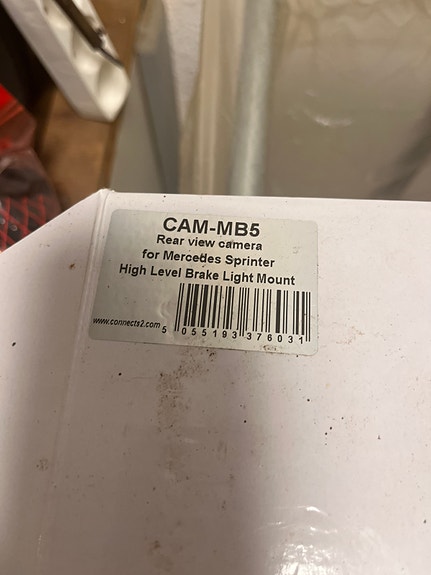 CAM-MB5
Rear view camera
for Mercedes Sprinter
High Level Brake Light Mount
www.connects2.com
5 055193 376031